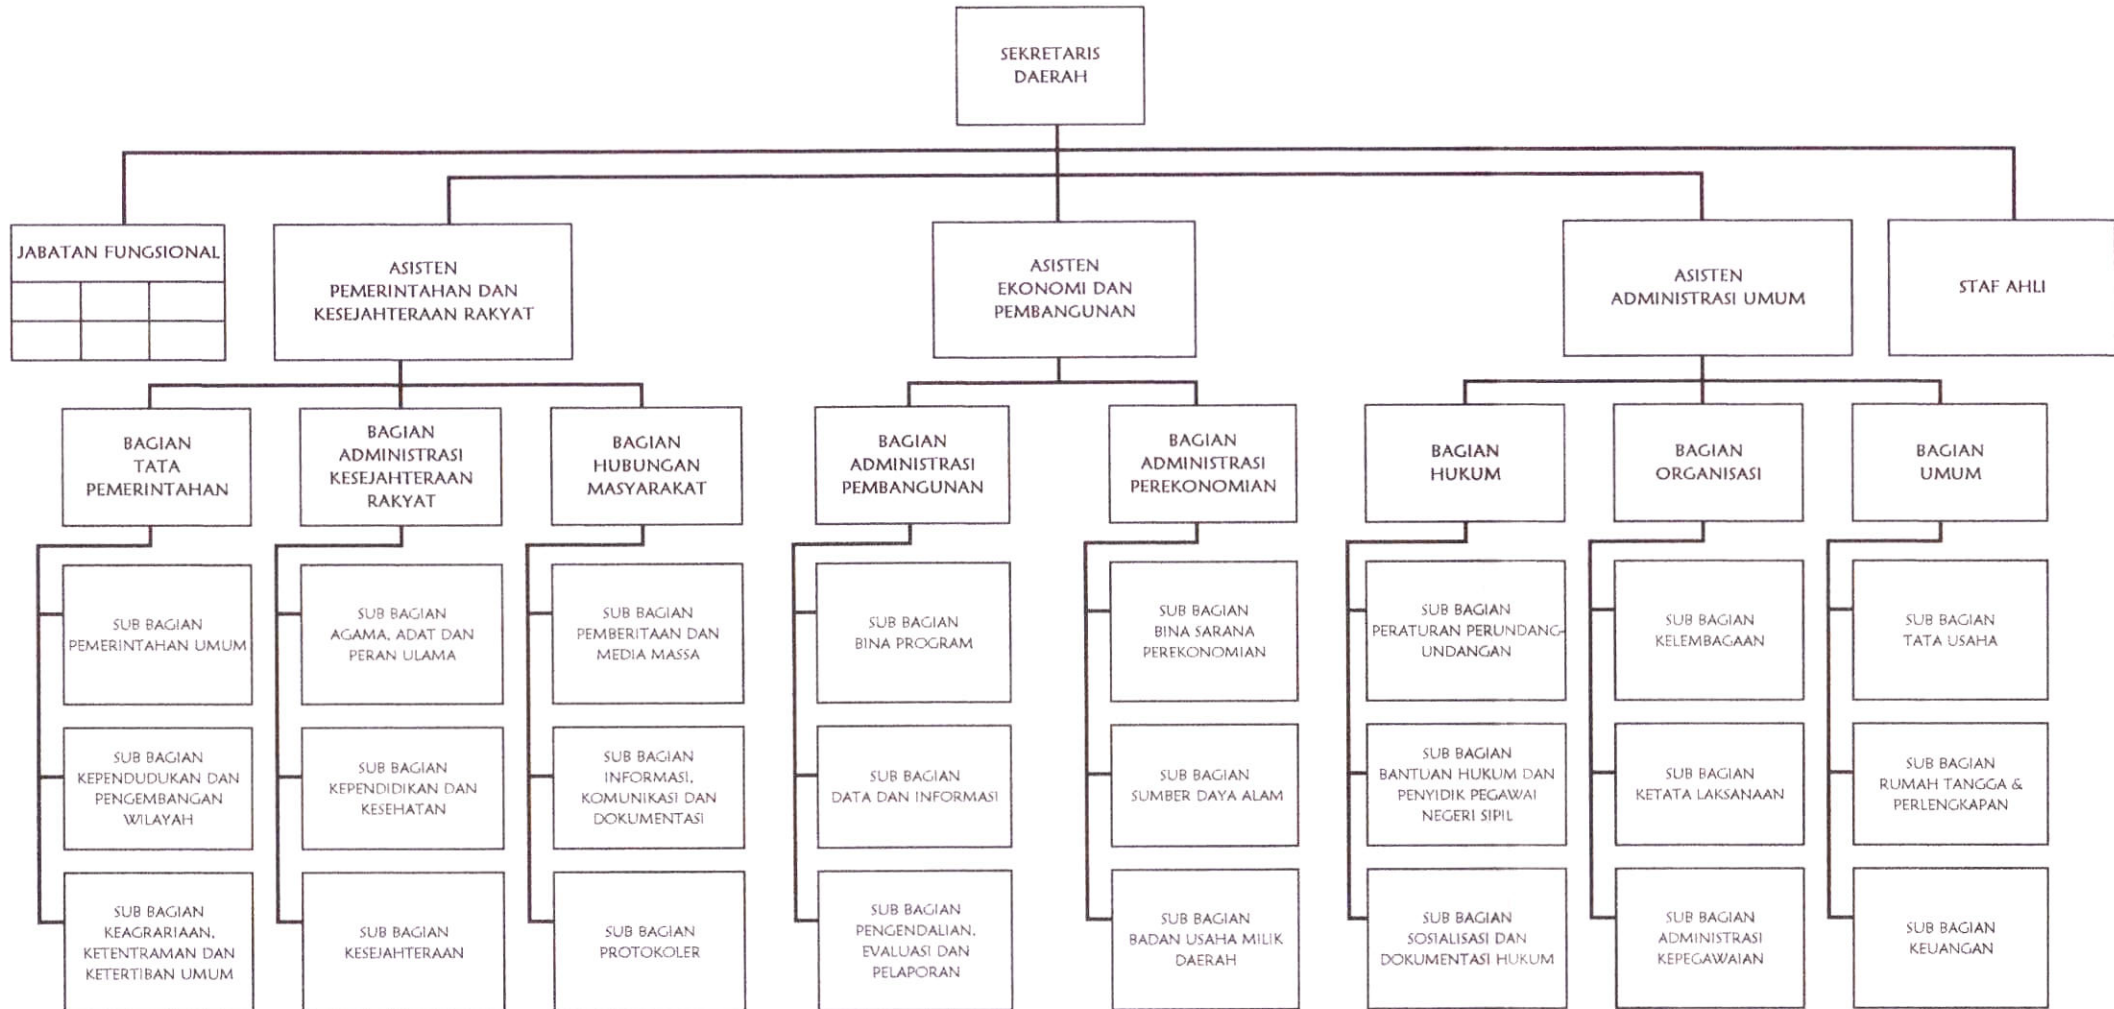 SEKRETARIS
DAERAH
JABATAN FUNGSIONAL
ASISTEN
PEMERINTAHAN DAN
KESEJAHTERAAN RAKYAT
ASISTEN
EKONOMI DAN
PEMBANGUNAN
ASISTEN
ADMINISTRASI UMUM
STAF AHLI
BAGIAN
TATA
PEMERINTAHAN
BAGIAN
ADMINISTRASI
KESEJAHTERAAN
RAKYAT
BAGIAN
HUBUNGAN
MASYARAKAT
BAGIAN
ADMINISTRASI
PEMBANGUNAN
BAGIAN
ADMINISTRASI
PEREKONOMIAN
BAGIAN
HUKUM
BAGIAN
ORGANISASI
BAGIAN
UMUM
SUB BAGIAN
PEMERINTAHAN UMUM
SUB BAGIAN
AGAMA, ADAT DAN
PERAN ULAMA
SUB BAGIAN
PEMBERITAAN DAN
MEDIA MASSA
SUB BAGIAN
BINA PROGRAM
SUB BAGIAN
BINA SARANA
PEREKONOMIAN
SUB BAGIAN
PERATURAN PERUNDANG-
UNDANGAN
SUB BAGIAN
KELEMBAGAAN
SUB BAGIAN
TATA USAHA
SUB BAGIAN
KEPENDUDUKAN DAN
PENGEMBANGAN
WILAYAH
SUB BAGIAN
KEPENDIDIKAN DAN
KESEHATAN
SUB BAGIAN
INFORMASI,
KOMUNIKASI DAN
DOKUMENTASI
SUB BAGIAN
DATA DAN INFORMASI
SUB BAGIAN
SUMBER DAYA ALAM
SUB BAGIAN
BANTUAN HUKUM DAN
PENYIDIK PEGAWAI
NEGERI SIPIL
SUB BAGIAN
KETATA LAKSANAAN
SUB BAGIAN
RUMAH TANGGA &
PERLENGKAPAN
SUB BAGIAN
KEAGRARIAAN,
KETENTRAMAN DAN
KETERTIBAN UMUM
SUB BAGIAN
KESEJAHTERAAN
SUB BAGIAN
PROTOKOLER
SUB BAGIAN
PENGENDALIAN,
EVALUASI DAN
PELAPORAN
SUB BAGIAN
BADAN USAHA MILIK
DAERAH
SUB BAGIAN
SOSIALISASI DAN
DOKUMENTASI HUKUM
SUB BAGIAN
ADMINISTRASI
KEPEGAWAIAN
SUB BAGIAN
KEUANGAN